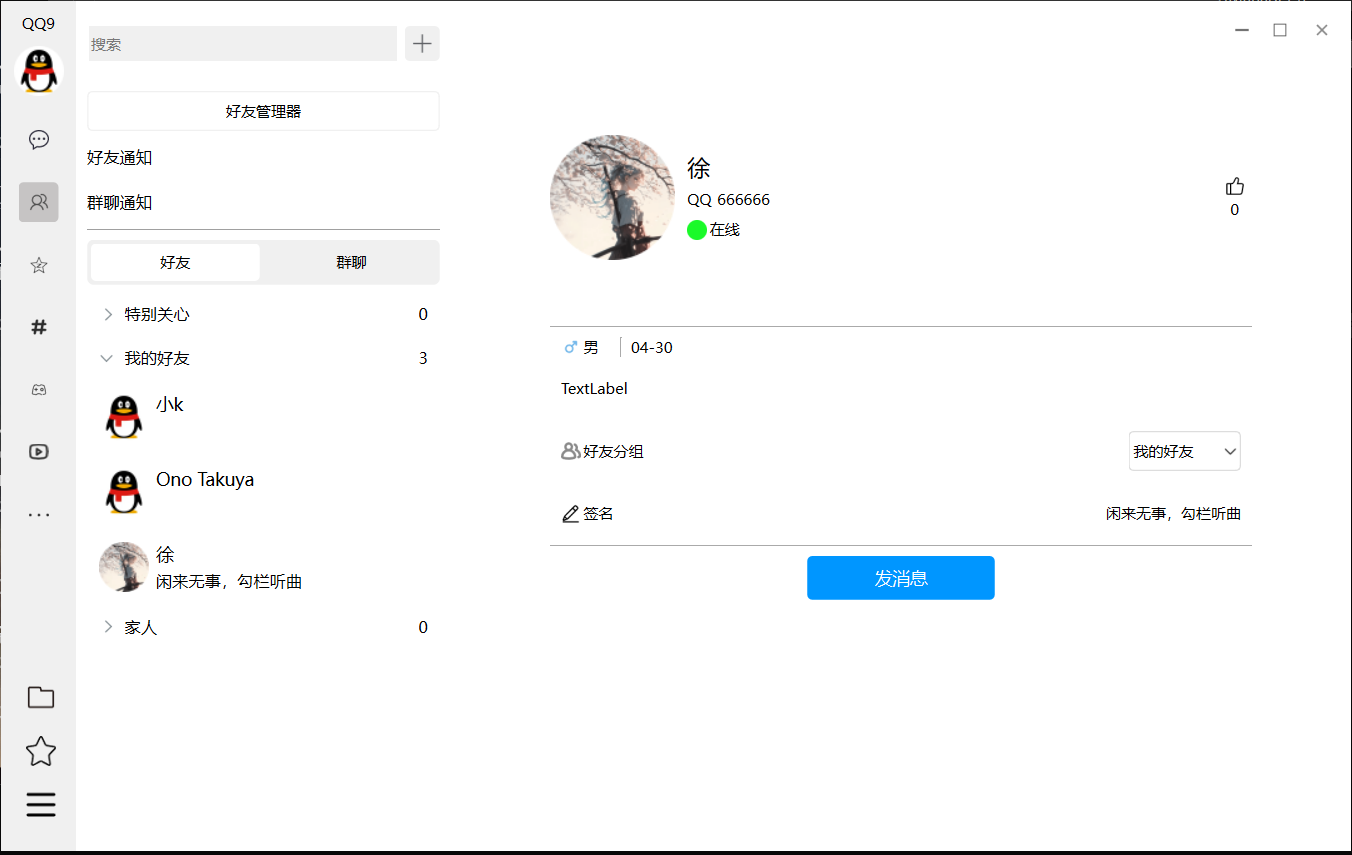 QQ9
搜索
好友管理器
好友通知
群聊通知
好友 群聊
特别关心 0
我的好友 3
小k
Ono Takuya
徐
闲来无事，勾栏听曲
家人 0
徐
QQ 666666
在线
0
男 04-30
TextLabel
好友分组 我的好友
签名 闲来无事，勾栏听曲
发消息